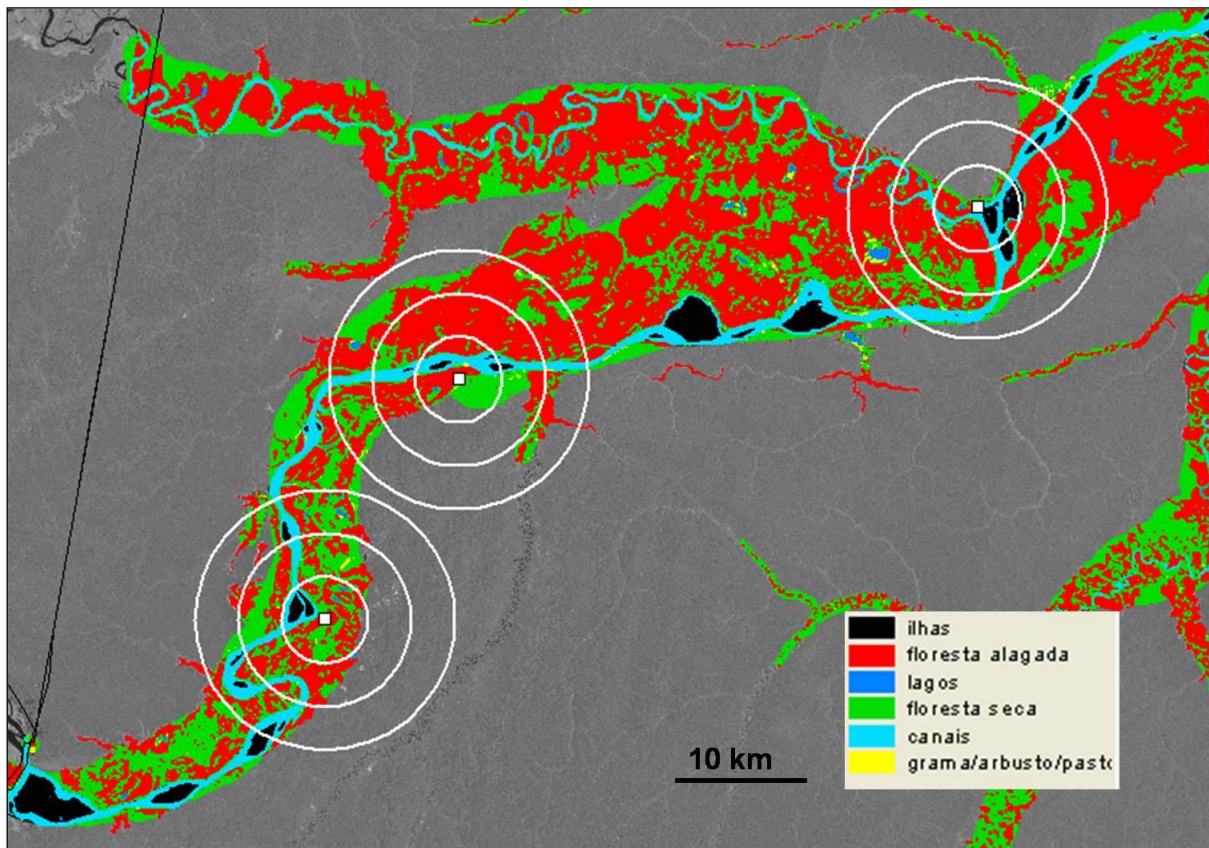 ilhas
floresta alagada
lagos
floresta seca
canais
grama/arbusto/pasto
10 km